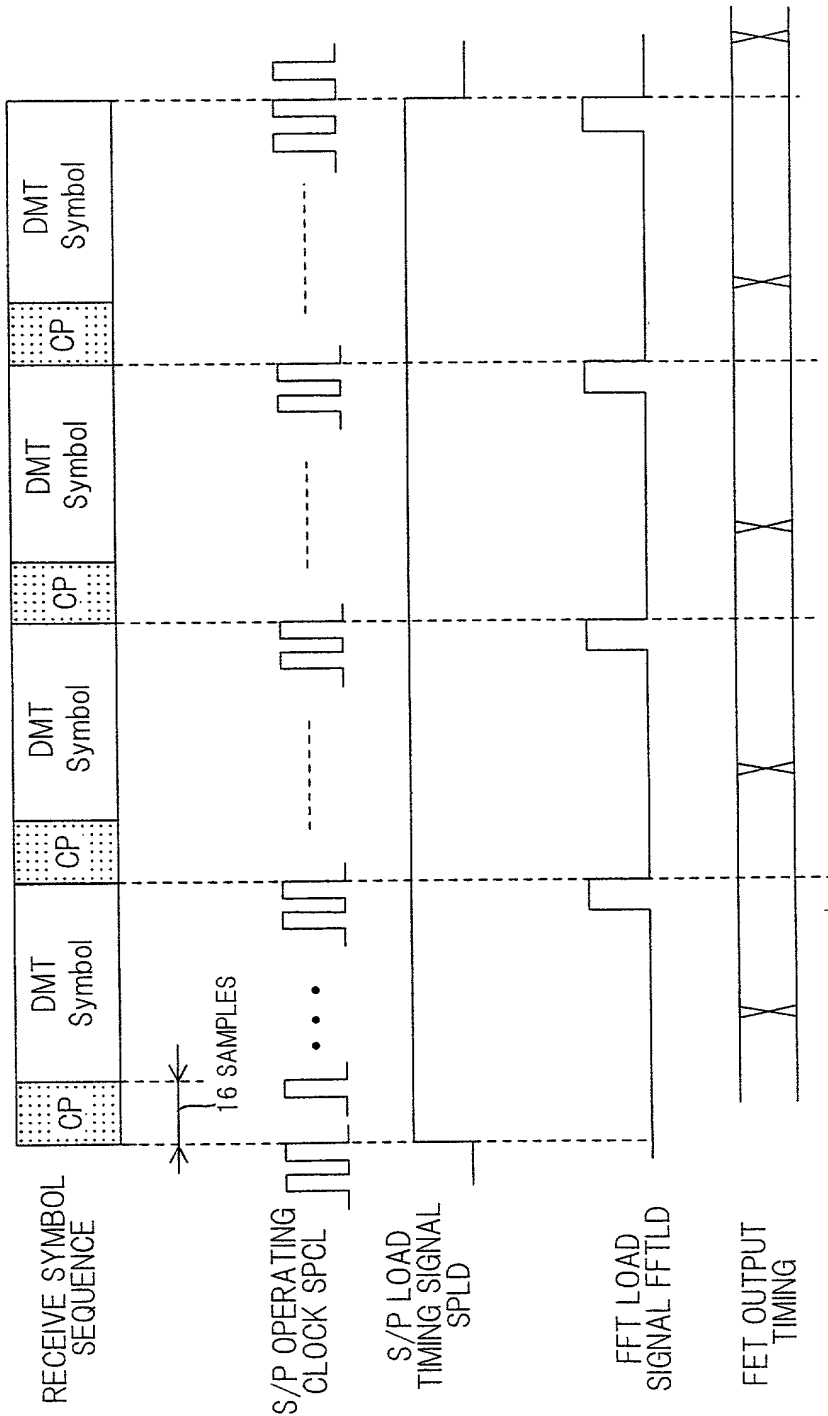 RECEIVE SYMBOL
SEQUENCE
CP
DMT
Symbol
CP
DMT
Symbol
CP
DMT
Symbol
CP
DMT
Symbol
16 SAMPLES
S/P OPERATING
CLOCK SPCL
S/P LOAD
TIMING SIGNAL
SPLD
FFT LOAD
SIGNAL FFTLD
FET OUTPUT
TIMING